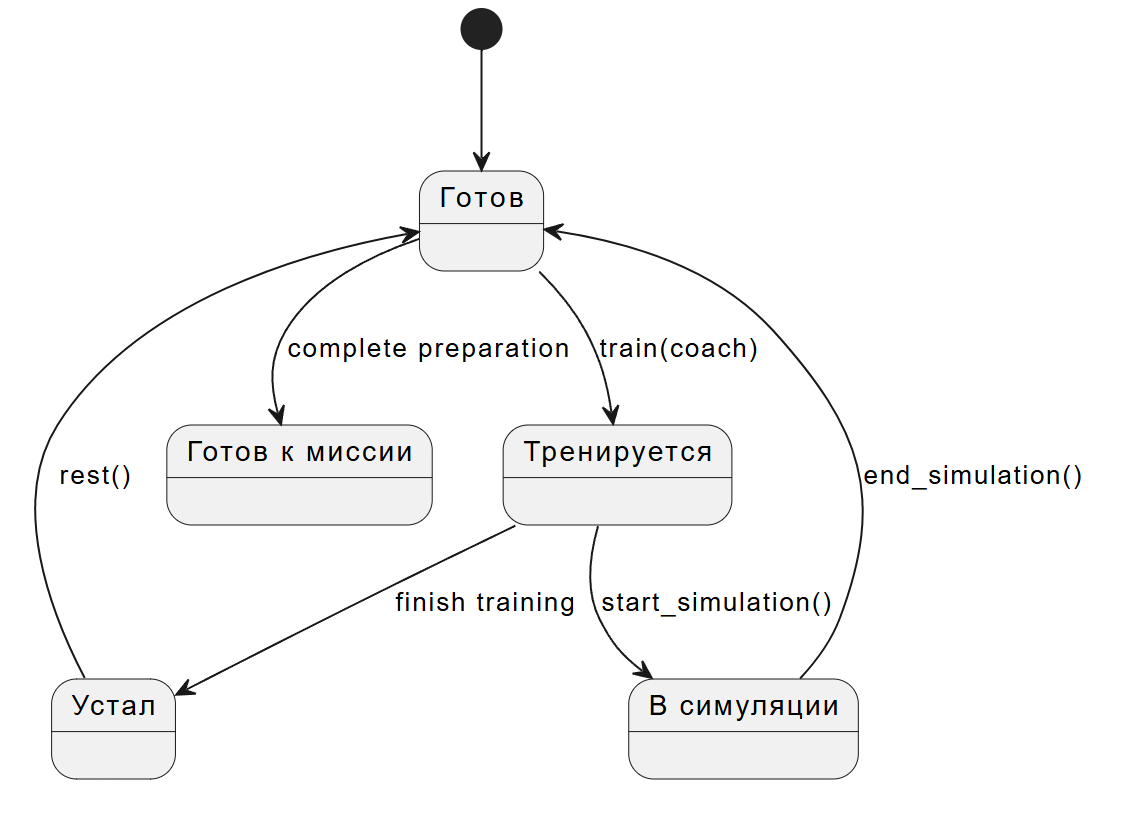 Готов
complete preparation
train(coach)
Готов к миссии
Тренируется
rest()
end_simulation()
finish training
start_simulation()
Устал
В симуляции